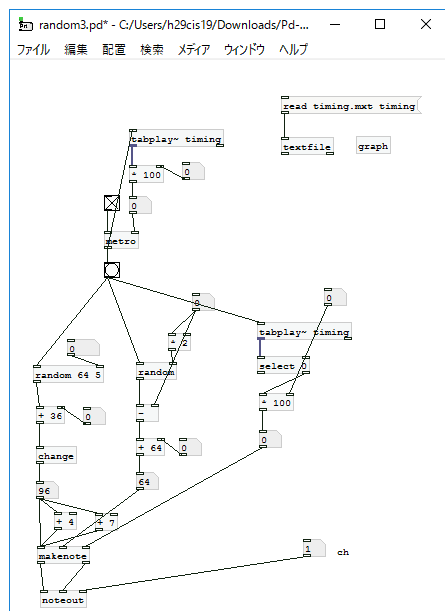 random3.pd* - C:/Users/h29cis19/Downloads/Pd-...
ファイル 編集 配置 検索 メディア ウィンドウ ヘルプ
read timing.mxt timing
tabplay~ timing
textfile
graph
* 100
0
0
metro
0
0
tabplay~ timing
* 2
0
random 64 5
random
select 0
+ 36
0
-
* 100
change
+ 64
0
0
96
64
+ 4
+ 7
makenote
1
ch
noteout